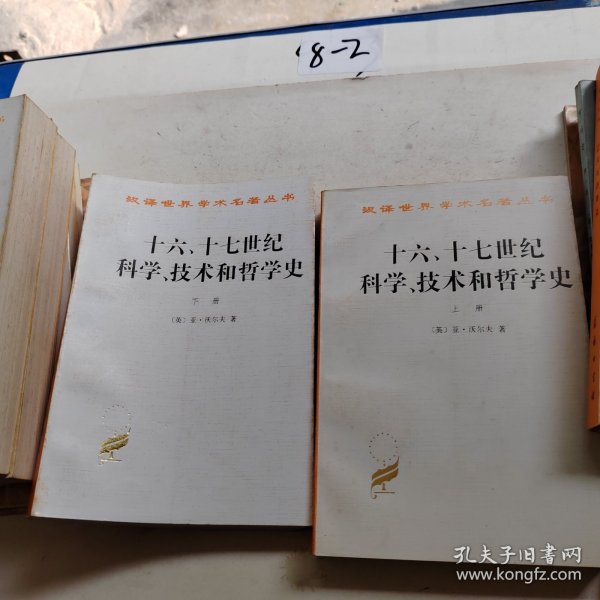 8-2
汉译世界学术名著丛书
十六、十七世纪
科学、技术和哲学史
下册
〔英〕亚·沃尔夫 著
汉译世界学术名著丛书
十六、十七世纪
科学、技术和哲学史
上册
〔英〕亚·沃尔夫 著
孔夫子旧书网
www.kongfz.com